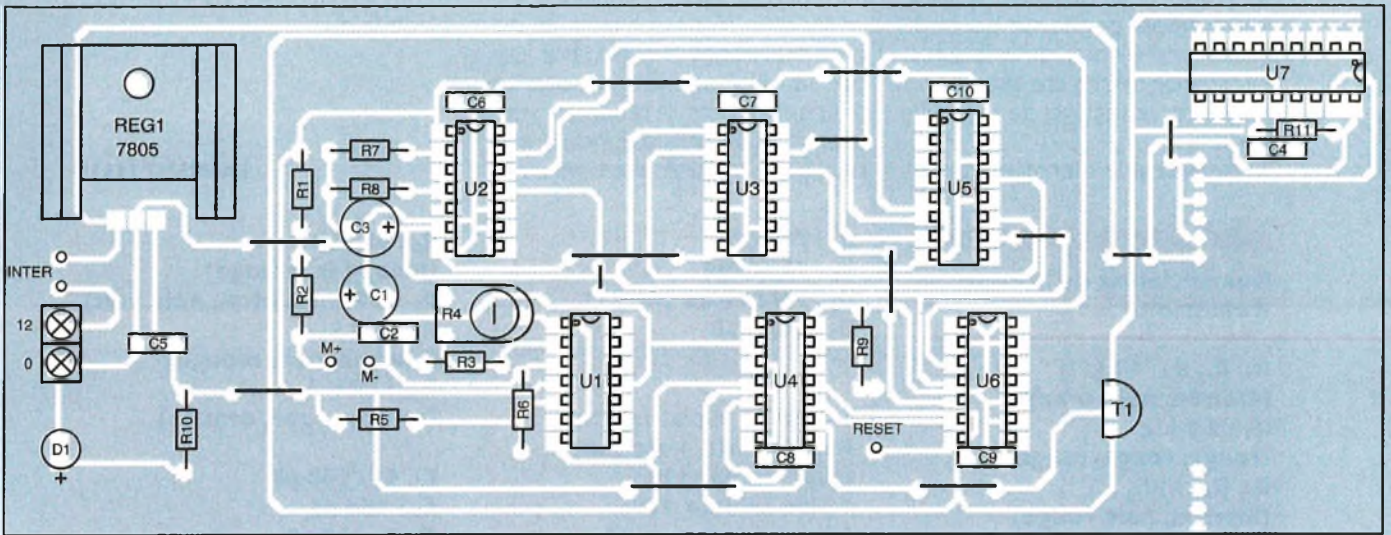 REG1
7805
C6
C7
C10
U7
R11
C4
R7
R8
R1
U2
U3
U5
C3
+
INTER
R2
+
C1
R4
12
C2
0
C5
M+
M-
R3
R9
U1
U4
U6
R6
T1
R10
R5
RESET
D1
+
C8
C9